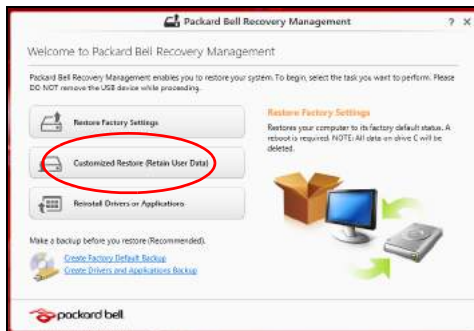 Packard Bell Recovery Management
? X
Welcome to Packard Bell Recovery Management
Packard Bell Recovery Management enables you to restore your system. To begin, select the task you want to perform. Please
DO NOT remove the USB device while proceeding.
Restore Factory Settings
Customized Restore (Retain User Data)
Reinstall Drivers or Applications
Restore Factory Settings
Restores your computer to its factory default status. A
reboot is required. NOTE: All data on drive C will be
deleted.
Make a backup before you restore (Recommended).
Create Factory Default Backup
Create Drivers and Applications Backup
packard bell